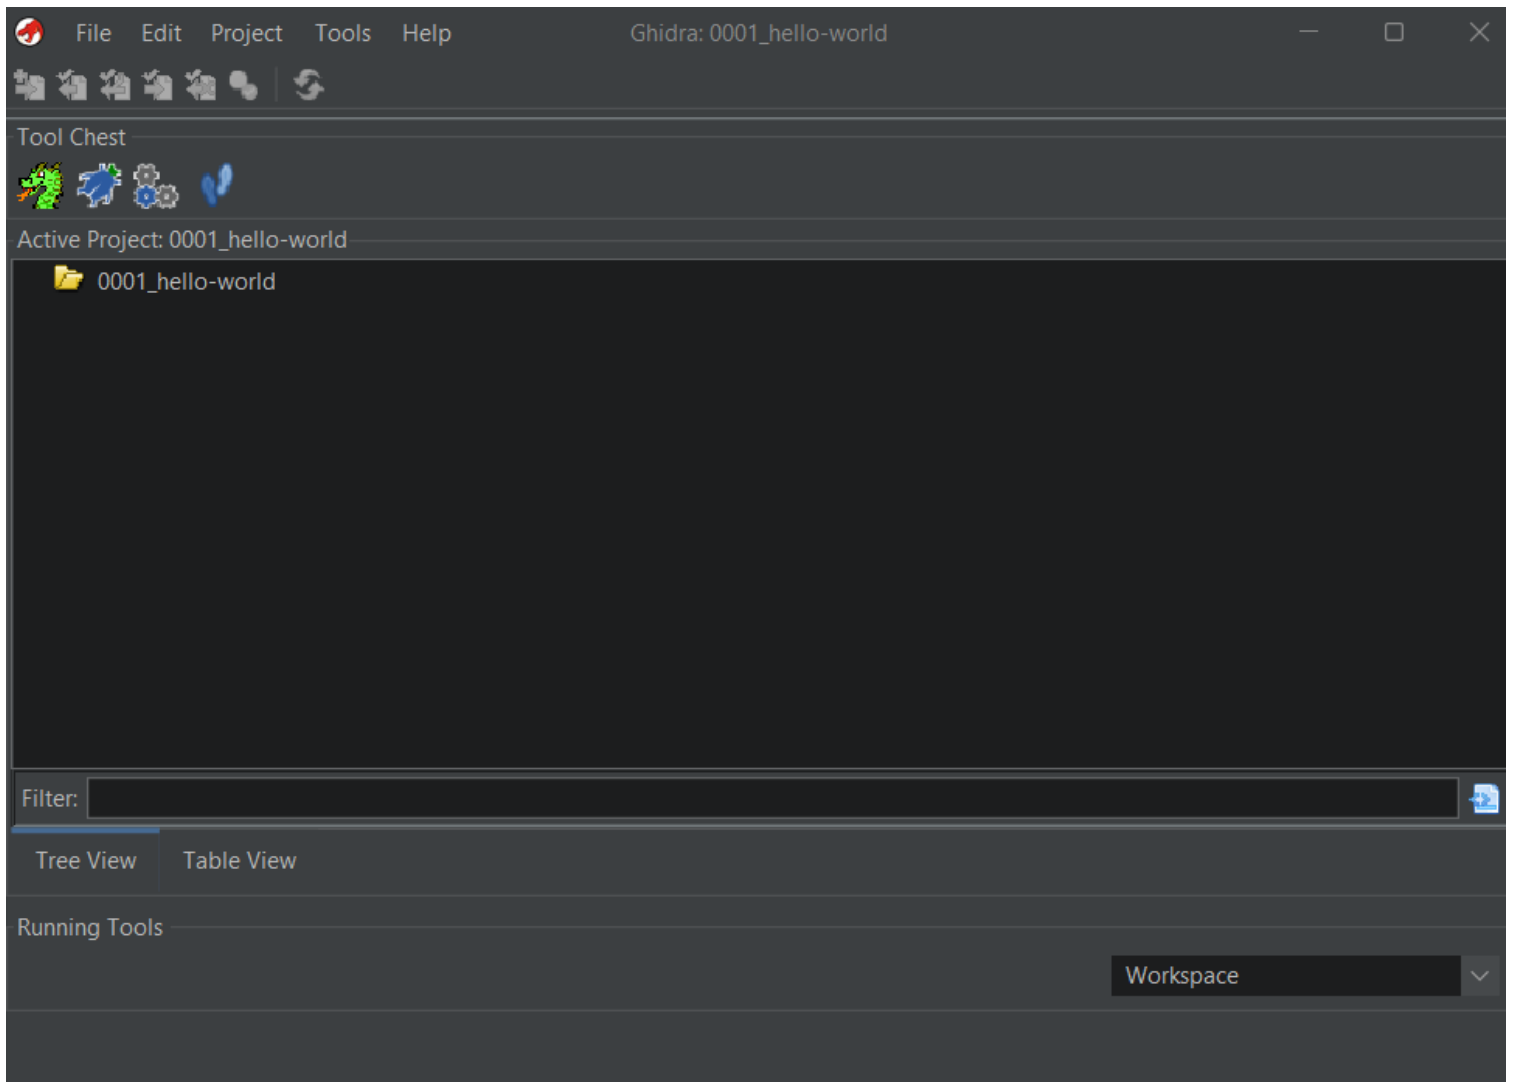 File Edit Project Tools Help Ghidra: 0001_hello-world
Tool Chest
Active Project: 0001_hello-world
0001_hello-world
Filter:
Tree View Table View
Running Tools
Workspace